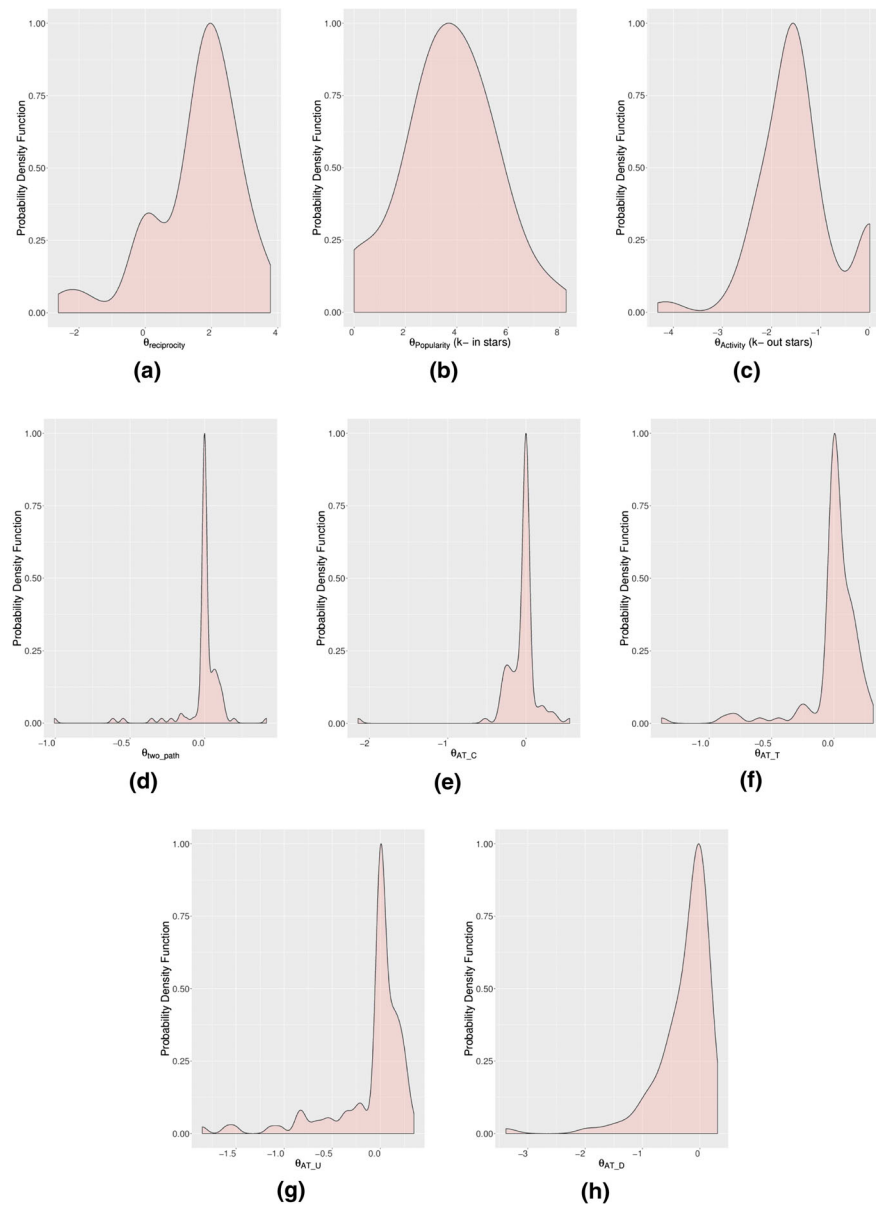 1.00
0.75
0.50
0.25
0.00
Probability Density Function
−2 0 2 4
θreciprocity
(a)
1.00
0.75
0.50
0.25
0.00
Probability Density Function
0 2 4 6 8
θPopularity (k− in stars)
(b)
1.00
0.75
0.50
0.25
0.00
Probability Density Function
−4 −3 −2 −1 0
θActivity (k− out stars)
(c)
1.00
0.75
0.50
0.25
0.00
Probability Density Function
−1.0 −0.5 0.0
θtwo_path
(d)
1.00
0.75
0.50
0.25
0.00
Probability Density Function
−2 −1 0
θAT_C
(e)
1.00
0.75
0.50
0.25
0.00
Probability Density Function
−1.0 −0.5 0.0
θAT_T
(f)
1.00
0.75
0.50
0.25
0.00
Probability Density Function
−1.5 −1.0 −0.5 0.0
θAT_U
(g)
1.00
0.75
0.50
0.25
0.00
Probability Density Function
−3 −2 −1 0
θAT_D
(h)